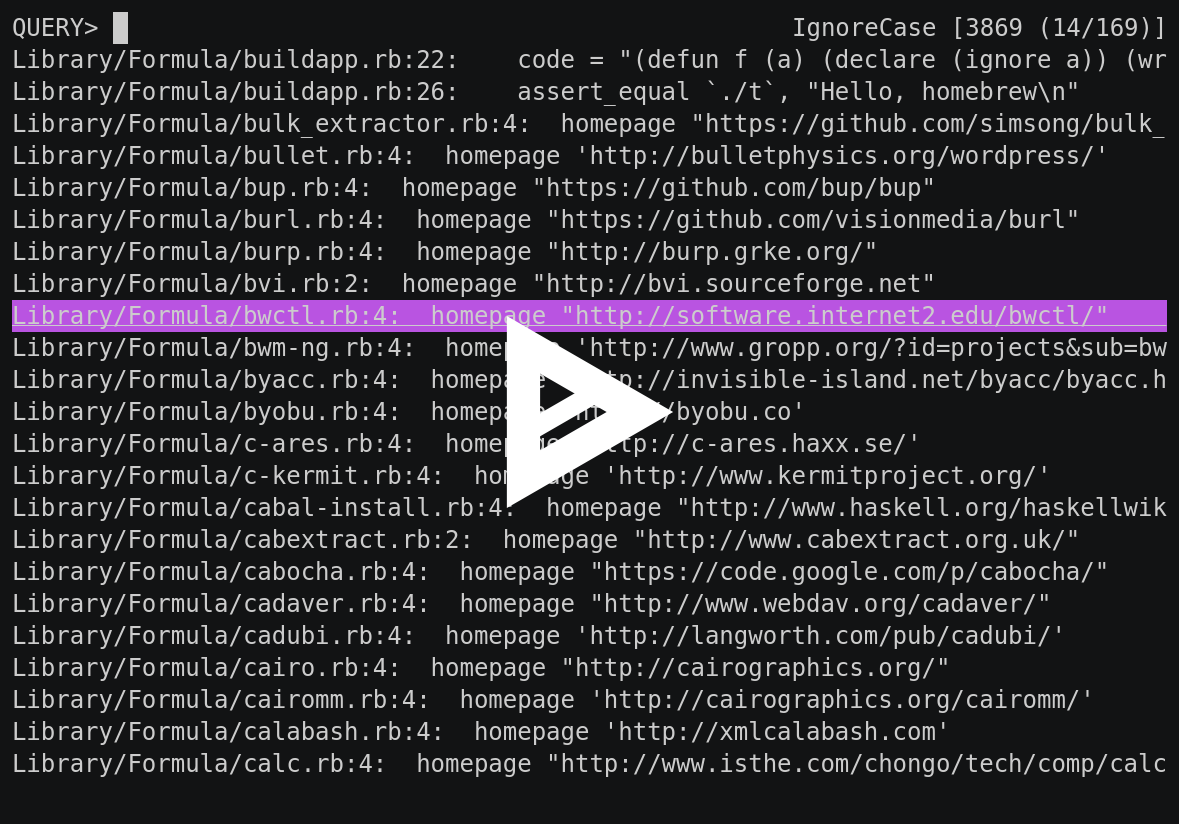 QUERY> IgnoreCase [3869 (14/169)]
Library/Formula/buildapp.rb:22:    code = "(defun f (a) (declare (ignore a)) (wr
Library/Formula/buildapp.rb:26:    assert_equal `./t`, "Hello, homebrew\n"
Library/Formula/bulk_extractor.rb:4:  homepage "https://github.com/simsong/bulk_
Library/Formula/bullet.rb:4:  homepage 'http://bulletphysics.org/wordpress/'
Library/Formula/bup.rb:4:  homepage "https://github.com/bup/bup"
Library/Formula/burl.rb:4:  homepage "https://github.com/visionmedia/burl"
Library/Formula/burp.rb:4:  homepage "http://burp.grke.org/"
Library/Formula/bvi.rb:2:  homepage "http://bvi.sourceforge.net"
Library/Formula/bwctl.rb:4:  homepage "http://software.internet2.edu/bwctl/"
Library/Formula/bwm-ng.rb:4:  homepage 'http://www.gropp.org/?id=projects&sub=bw
Library/Formula/byacc.rb:4:  homepage "http://invisible-island.net/byacc/byacc.h
Library/Formula/byobu.rb:4:  homepage 'http://byobu.co'
Library/Formula/c-ares.rb:4:  homepage 'http://c-ares.haxx.se/'
Library/Formula/c-kermit.rb:4:  homepage 'http://www.kermitproject.org/'
Library/Formula/cabal-install.rb:4:  homepage "http://www.haskell.org/haskellwik
Library/Formula/cabextract.rb:2:  homepage "http://www.cabextract.org.uk/"
Library/Formula/cabocha.rb:4:  homepage "https://code.google.com/p/cabocha/"
Library/Formula/cadaver.rb:4:  homepage "http://www.webdav.org/cadaver/"
Library/Formula/cadubi.rb:4:  homepage 'http://langworth.com/pub/cadubi/'
Library/Formula/cairo.rb:4:  homepage "http://cairographics.org/"
Library/Formula/cairomm.rb:4:  homepage 'http://cairographics.org/cairomm/'
Library/Formula/calabash.rb:4:  homepage 'http://xmlcalabash.com'
Library/Formula/calc.rb:4:  homepage "http://www.isthe.com/chongo/tech/comp/calc